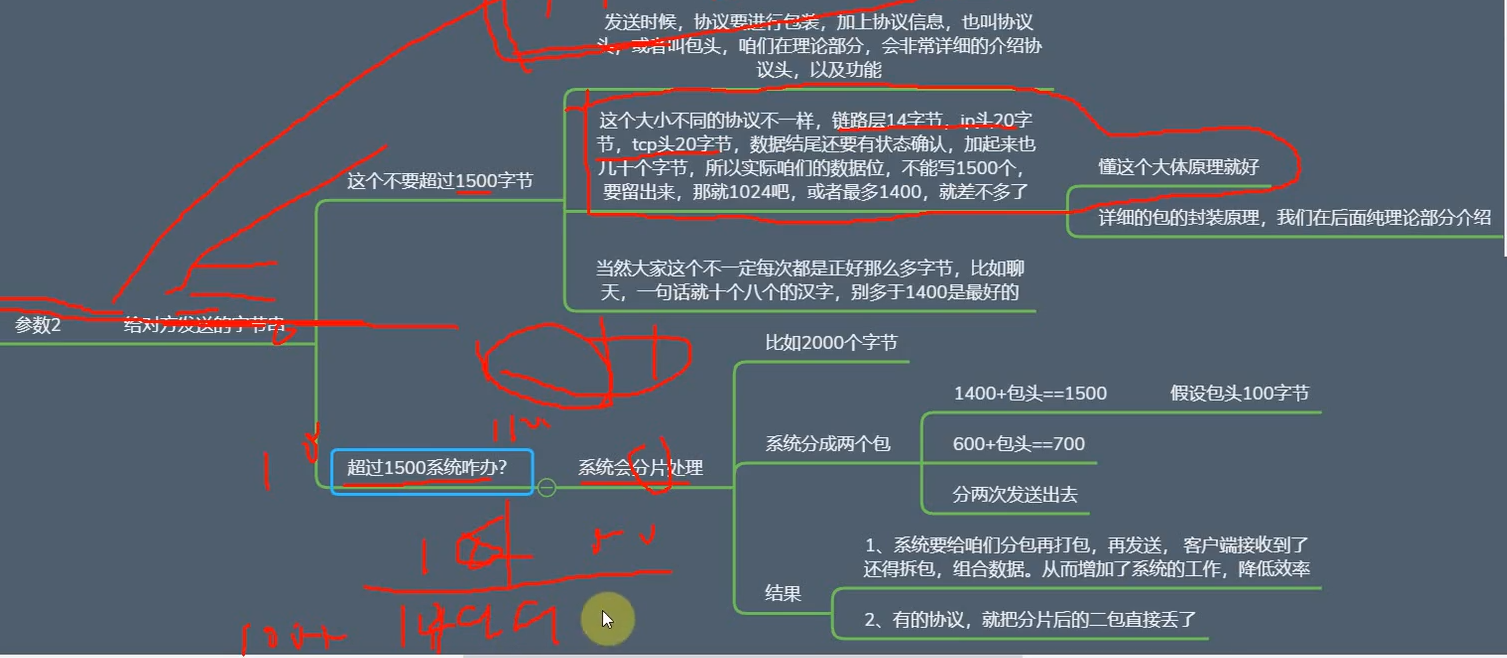 发送时候，协议要进行包装，加上协议信息，也叫协议
头，或者叫包头，咱们在理论部分，会非常详细的介绍协
议头，以及功能
这个大小不同的协议不一样，链路层14字节，ip头20字
节，tcp头20字节，数据结尾还要有状态确认，加起来也
几十个字节，所以实际咱们的数据位，不能写1500个，
要留出来，那就1024吧，或者最多1400，就差不多了
这个不要超过1500字节
懂这个大体原理就好
详细的包的封装原理，我们在后面纯理论部分介绍
当然大家这个不一定每次都是正好那么多字节，比如聊
天，一句话就十个八个的汉字，别多于1400是最好的
参数2
给对方发送的字节串
比如2000个字节
1400+包头==1500
假设包头100字节
系统分成两个包
600+包头==700
超过1500系统咋办？
系统会分片处理
分两次发送出去
1、系统要给咱们分包再打包，再发送， 客户端接收到了
还得拆包，组合数据。从而增加了系统的工作，降低效率
结果
2、有的协议，就把分片后的二包直接丢了